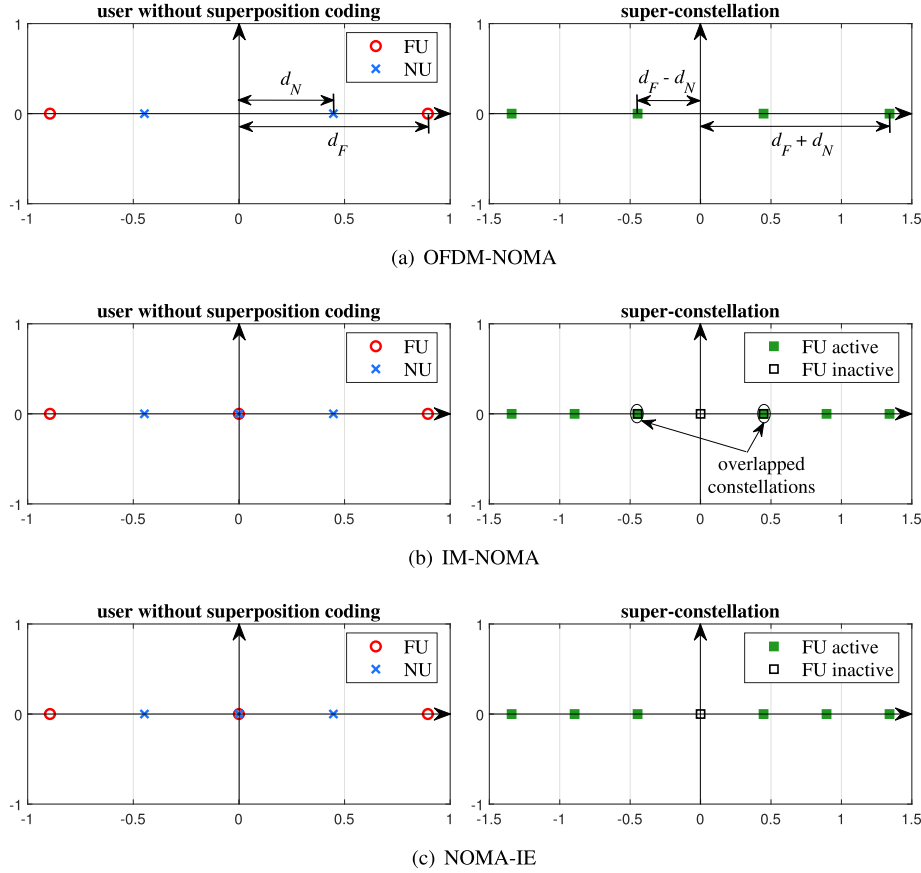 user without superposition coding
super-constellation
1
0
-1
-1
-0.5
0
0.5
1
FU
NU
d_N
d_F
1
0
-1
-1.5
-1
-0.5
0
0.5
1
1.5
d_F - d_N
d_F + d_N
(a) OFDM-NOMA
user without superposition coding
super-constellation
1
0
-1
-1
-0.5
0
0.5
1
FU
NU
1
0
-1
-1.5
-1
-0.5
0
0.5
1
1.5
FU active
FU inactive
overlapped
constellations
(b) IM-NOMA
user without superposition coding
super-constellation
1
0
-1
-1
-0.5
0
0.5
1
FU
NU
1
0
-1
-1.5
-1
-0.5
0
0.5
1
1.5
FU active
FU inactive
(c) NOMA-IE